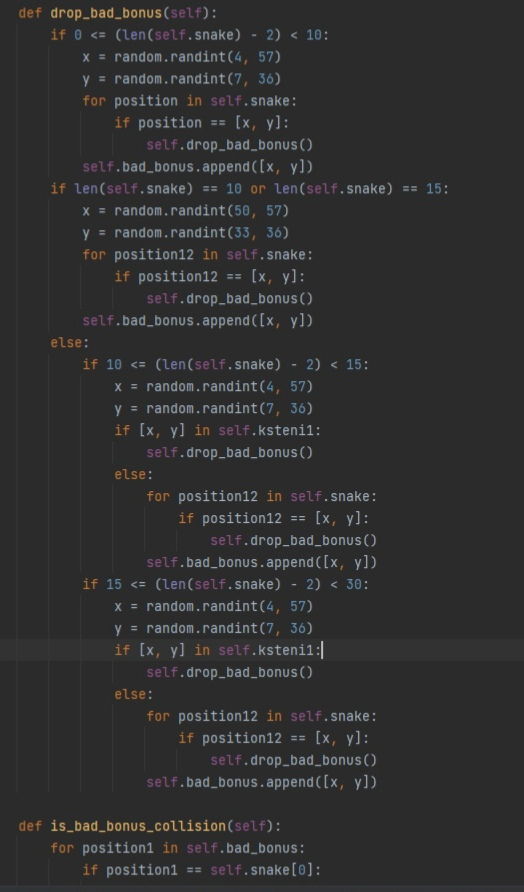 def drop_bad_bonus(self):
    if 0 <= (len(self.snake) - 2) < 10:
        x = random.randint(4, 57)
        y = random.randint(7, 36)
        for position in self.snake:
            if position == [x, y]:
                self.drop_bad_bonus()
        self.bad_bonus.append([x, y])
    if len(self.snake) == 10 or len(self.snake) == 15:
        x = random.randint(50, 57)
        y = random.randint(33, 36)
        for position12 in self.snake:
            if position12 == [x, y]:
                self.drop_bad_bonus()
        self.bad_bonus.append([x, y])
    else:
        if 10 <= (len(self.snake) - 2) < 15:
            x = random.randint(4, 57)
            y = random.randint(7, 36)
            if [x, y] in self.ksteni1:
                self.drop_bad_bonus()
            else:
                for position12 in self.snake:
                    if position12 == [x, y]:
                        self.drop_bad_bonus()
                self.bad_bonus.append([x, y])
        if 15 <= (len(self.snake) - 2) < 30:
            x = random.randint(4, 57)
            y = random.randint(7, 36)
            if [x, y] in self.ksteni1:
                self.drop_bad_bonus()
            else:
                for position12 in self.snake:
                    if position12 == [x, y]:
                        self.drop_bad_bonus()
                self.bad_bonus.append([x, y])

def is_bad_bonus_collision(self):
    for position1 in self.bad_bonus:
        if position1 == self.snake[0]: